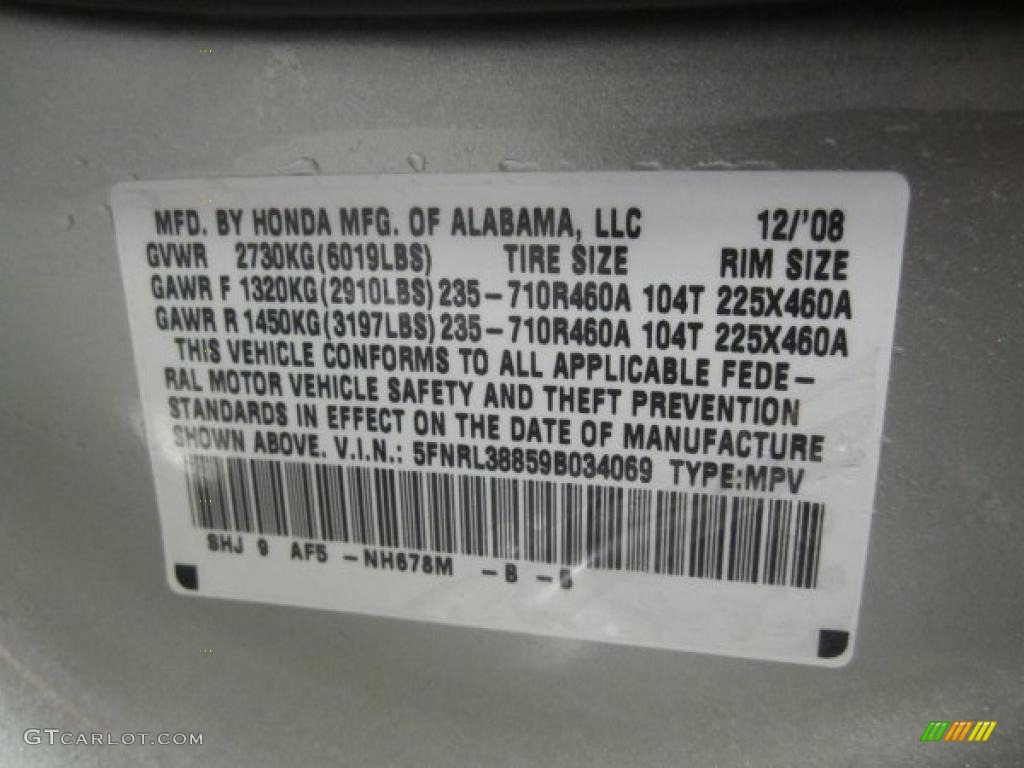 MFD. BY HONDA MFG. OF ALABAMA, LLC 12/'08
GVWR 2730KG(6019LBS) TIRE SIZE RIM SIZE
GAWR F 1320KG(2910LBS) 235-710R460A 104T 225X460A
GAWR R 1450KG(3197LBS) 235-710R460A 104T 225X460A
THIS VEHICLE CONFORMS TO ALL APPLICABLE FEDE-
RAL MOTOR VEHICLE SAFETY AND THEFT PREVENTION
STANDARDS IN EFFECT ON THE DATE OF MANUFACTURE
SHOWN ABOVE. V.I.N.: 5FNRL38859B034069 TYPE:MPV
SHJ 9 AF5 -NH678M -B -
GTCARLOT.COM